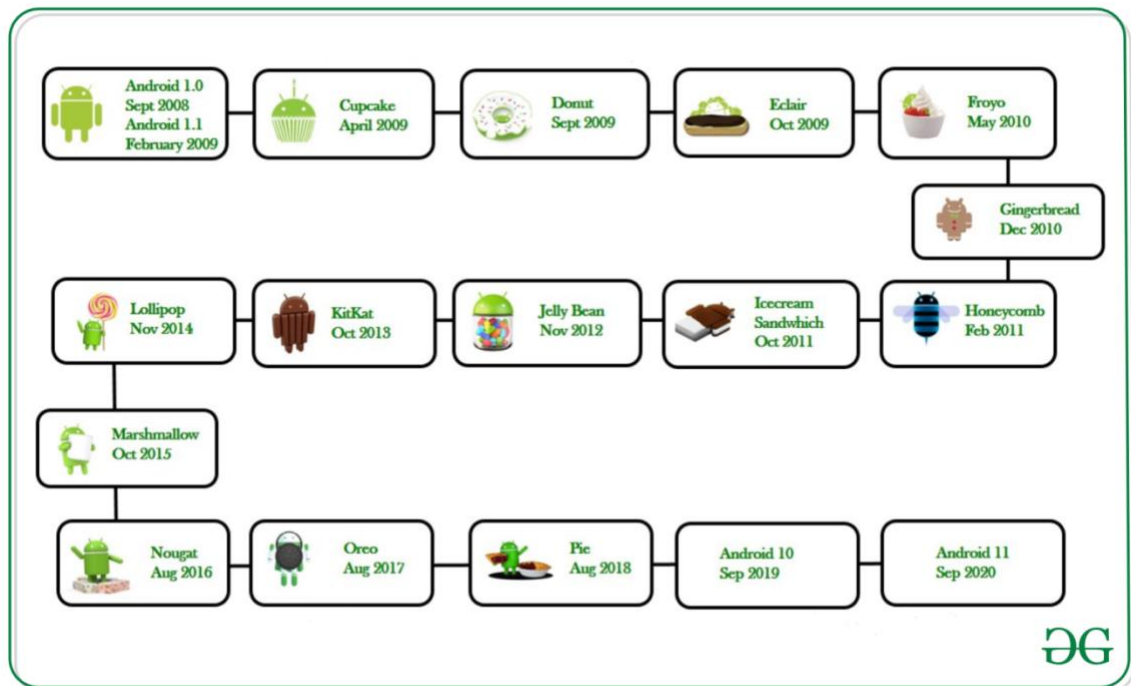 Android 1.0
Sept 2008
Android 1.1
February 2009
Cupcake
April 2009
Donut
Sept 2009
Eclair
Oct 2009
Froyo
May 2010
Gingerbread
Dec 2010
Honeycomb
Feb 2011
Icecream
Sandwhich
Oct 2011
Jelly Bean
Nov 2012
KitKat
Oct 2013
Lollipop
Nov 2014
Marshmallow
Oct 2015
Nougat
Aug 2016
Oreo
Aug 2017
Pie
Aug 2018
Android 10
Sep 2019
Android 11
Sep 2020